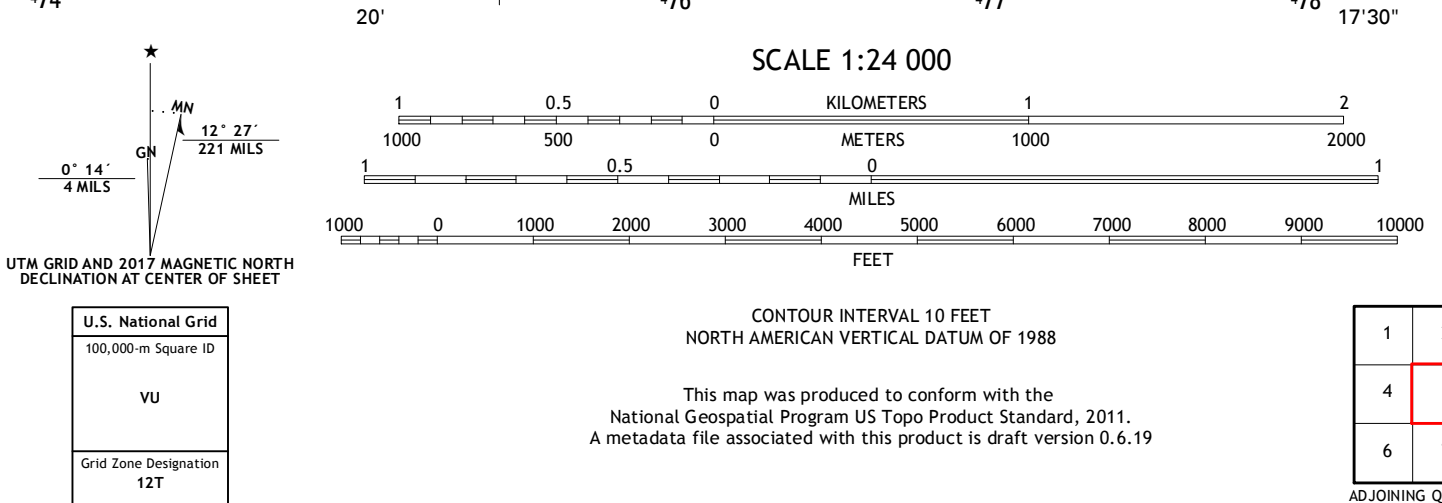 20'
17'30"
SCALE 1:24 000
MN
GN
12° 27´
221 MILS
0° 14´
4 MILS
UTM GRID AND 2017 MAGNETIC NORTH
DECLINATION AT CENTER OF SHEET
1 0.5 0 KILOMETERS 1 2
1000 500 0 METERS 1000 2000
1 0.5 0 1
MILES
1000 0 1000 2000 3000 4000 5000 6000 7000 8000 9000 10000
FEET
U.S. National Grid
100,000-m Square ID
VU
Grid Zone Designation
12T
CONTOUR INTERVAL 10 FEET
NORTH AMERICAN VERTICAL DATUM OF 1988
This map was produced to conform with the
National Geospatial Program US Topo Product Standard, 2011.
A metadata file associated with this product is draft version 0.6.19
1
4
6
ADJOINING